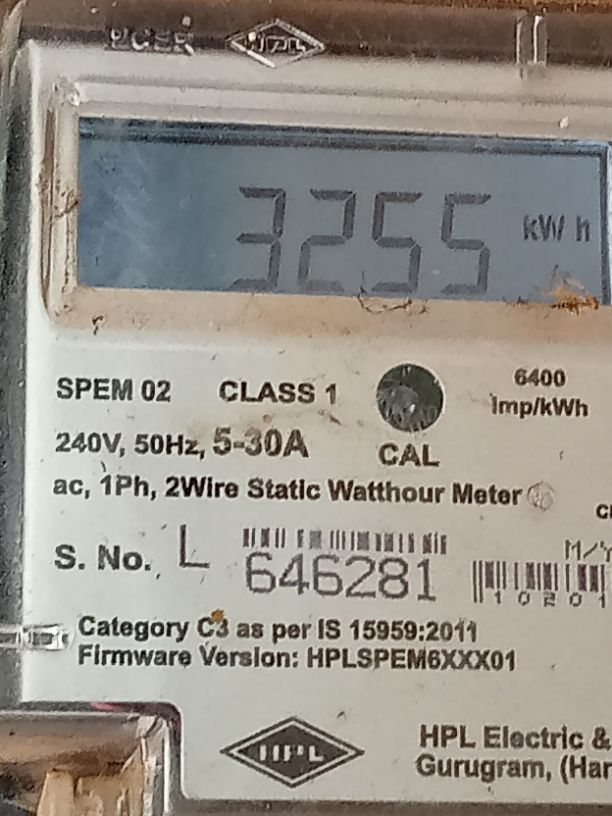 HPL
3255 kWh
SPEM 02 CLASS 1
6400
Imp/kWh
240V, 50Hz, 5-30A
CAL
ac, 1Ph, 2Wire Static Watthour Meter
S. No. L 646281
M/Y
10201
Category C3 as per IS 15959:2011
Firmware Version: HPLSPEM6XXX01
HPL
HPL Electric &
Gurugram, (Har